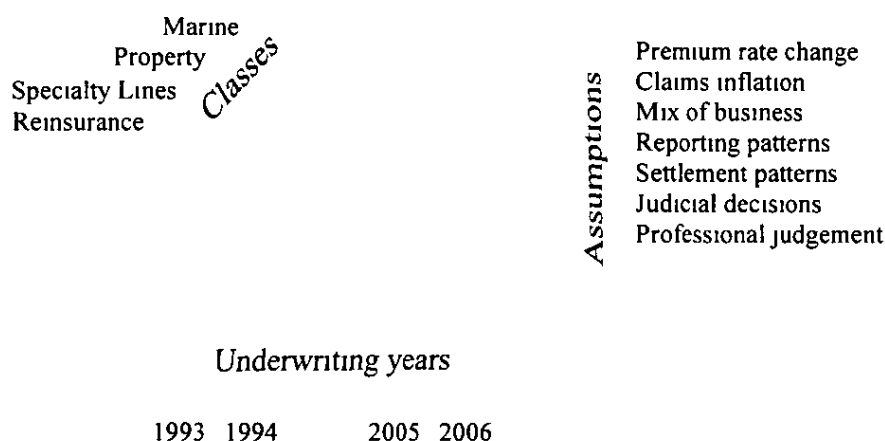 Marine
Property
Specialty Lines
Reinsurance
Classes
Assumptions
Premium rate change
Claims inflation
Mix of business
Reporting patterns
Settlement patterns
Judicial decisions
Professional judgement
Underwriting years
1993 1994 2005 2006